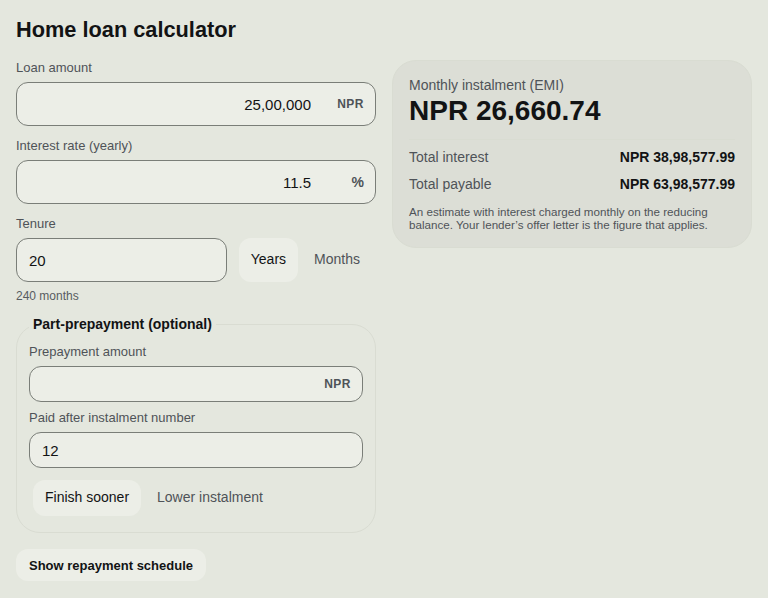 Home loan calculator
Loan amount
25,00,000 NPR
Interest rate (yearly)
11.5 %
Tenure
20 Years Months
240 months
Part-prepayment (optional)
Prepayment amount
NPR
Paid after instalment number
12
Finish sooner Lower instalment
Show repayment schedule
Monthly instalment (EMI)
NPR 26,660.74
Total interest NPR 38,98,577.99
Total payable NPR 63,98,577.99
An estimate with interest charged monthly on the reducing
balance. Your lender’s offer letter is the figure that applies.